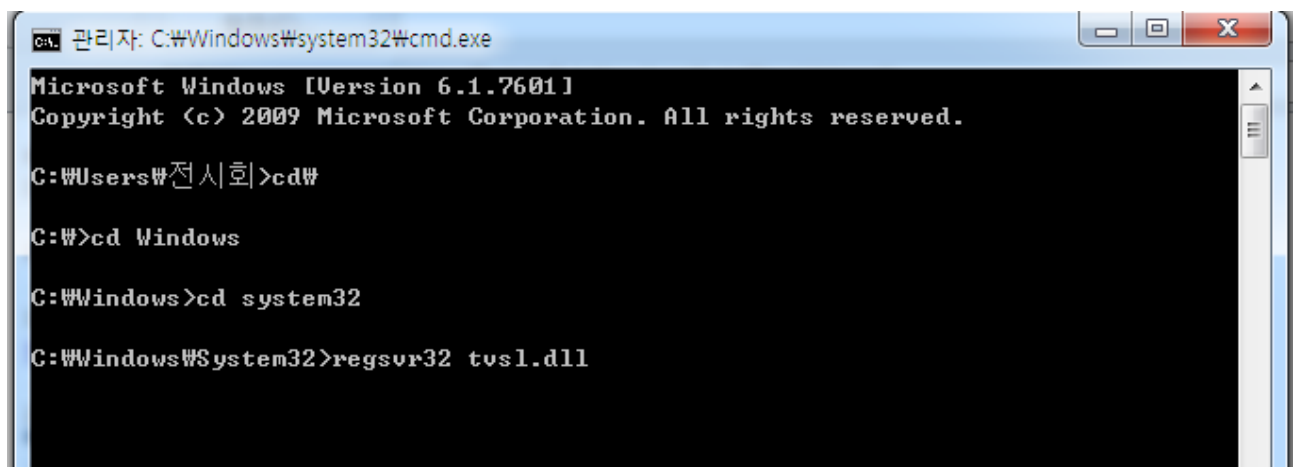 관리자: C:₩Windows₩system32₩cmd.exe
Microsoft Windows [Version 6.1.7601]
Copyright (c) 2009 Microsoft Corporation. All rights reserved.
C:₩Users₩전시회>cd₩
C:₩>cd Windows
C:₩Windows>cd system32
C:₩Windows₩System32>regsvr32 tvsl.dll